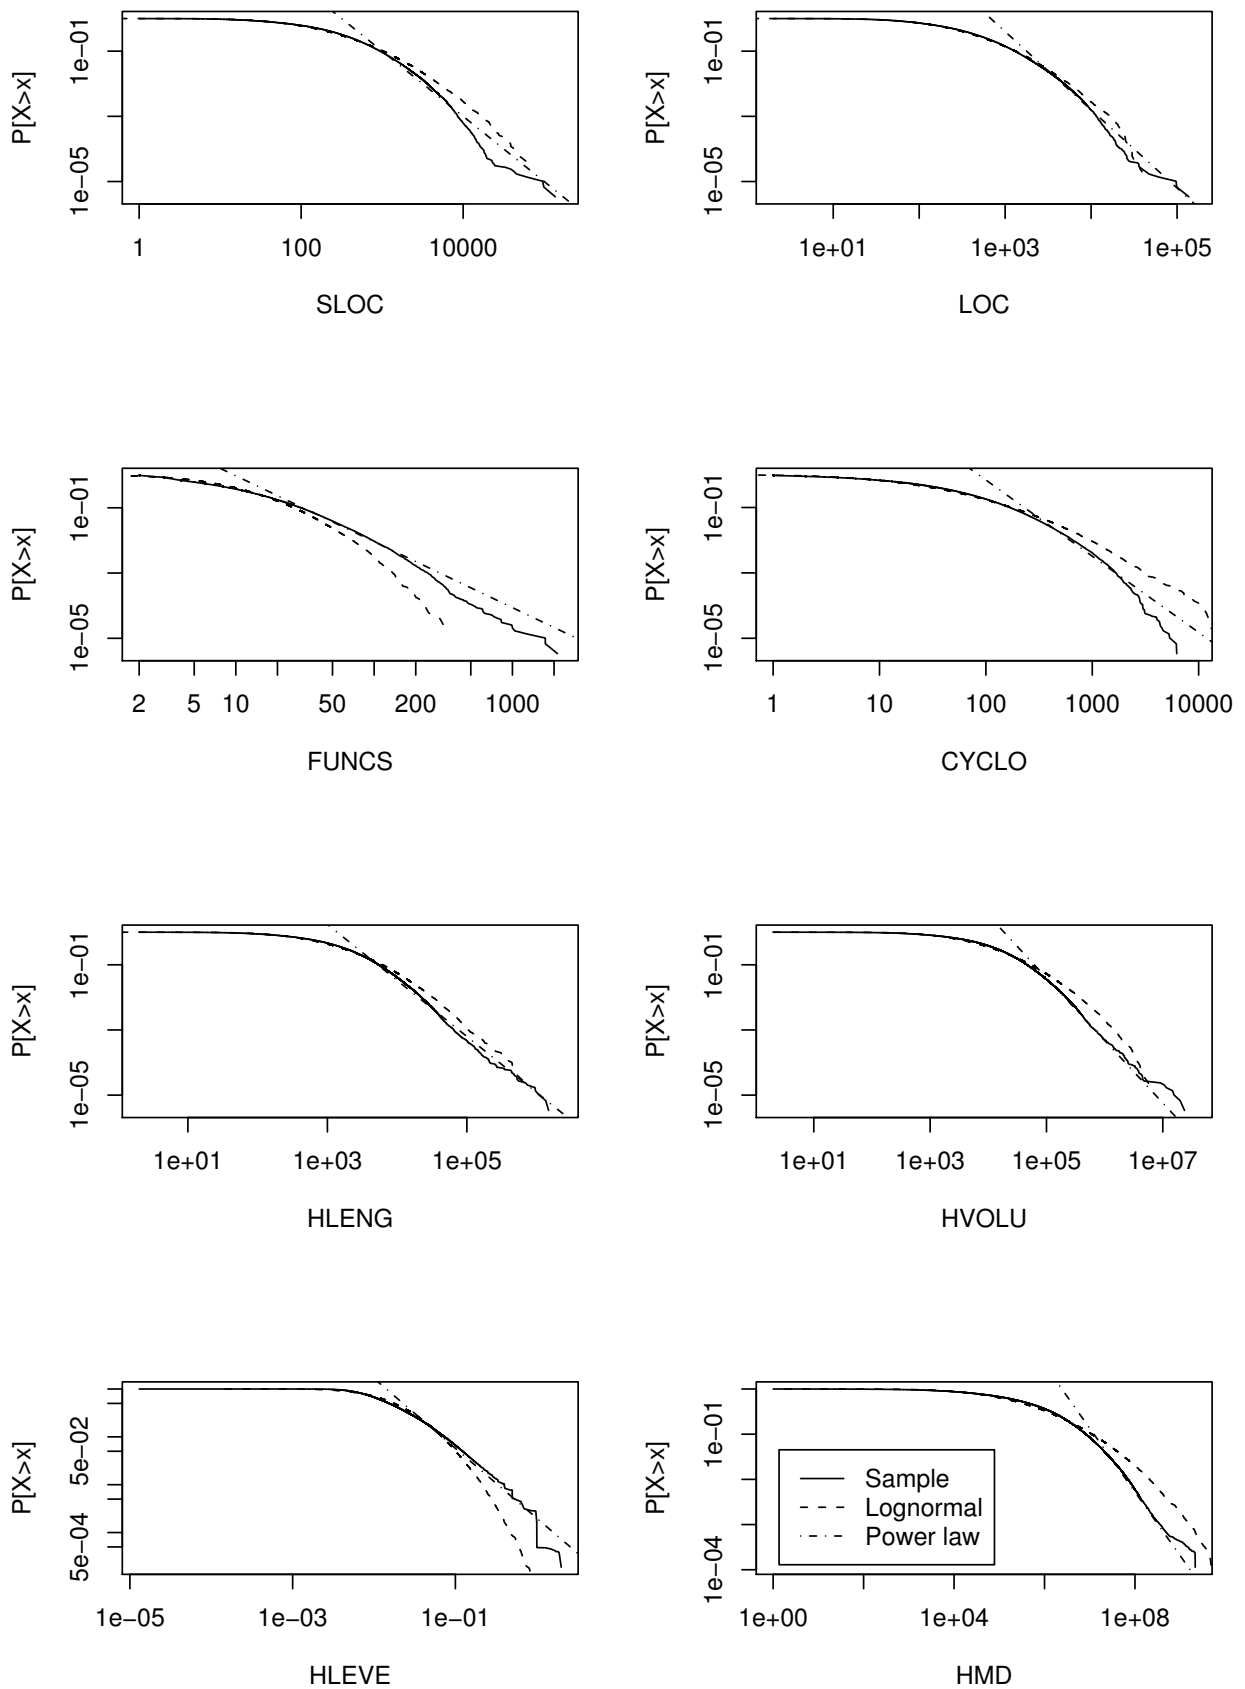 P[X>x]
1e−01
1e−05
1 100 10000
SLOC
P[X>x]
1e−01
1e−05
1e+01 1e+03 1e+05
LOC
P[X>x]
1e−01
1e−05
2 5 10 50 200 1000
FUNCS
P[X>x]
1e−01
1e−05
1 10 100 1000 10000
CYCLO
P[X>x]
1e−01
1e−05
1e+01 1e+03 1e+05
HLENG
P[X>x]
1e−01
1e−05
1e+01 1e+03 1e+05 1e+07
HVOLU
P[X>x]
5e−02
5e−04
1e−05 1e−03 1e−01
HLEVE
P[X>x]
1e−01
1e−04
Sample
Lognormal
Power law
1e+00 1e+04 1e+08
HMD